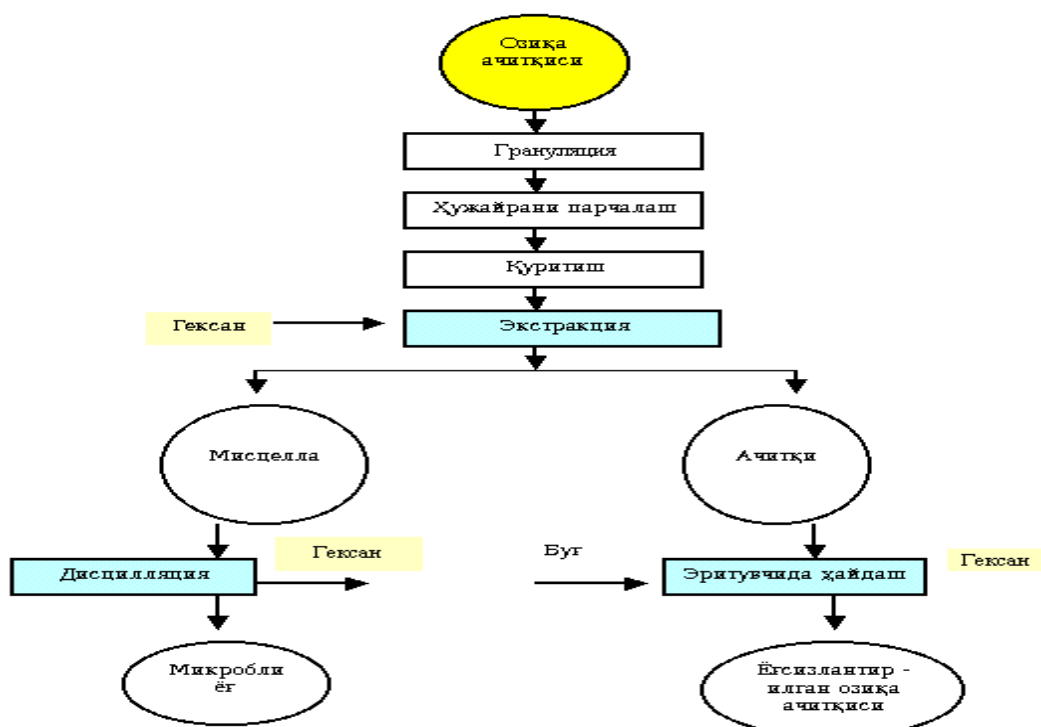 Озиқа
ачитқиси
Грануляция
Ҳужайрани парчалаш
Қуритиш
Гексан
Экстракция
Мисцелла
Ачитқи
Гексан
Буғ
Гексан
Дисцилляция
Эритувчида ҳайдаш
Микробли
ёғ
Ёғсизлантир -
илган озиқа
ачитқиси